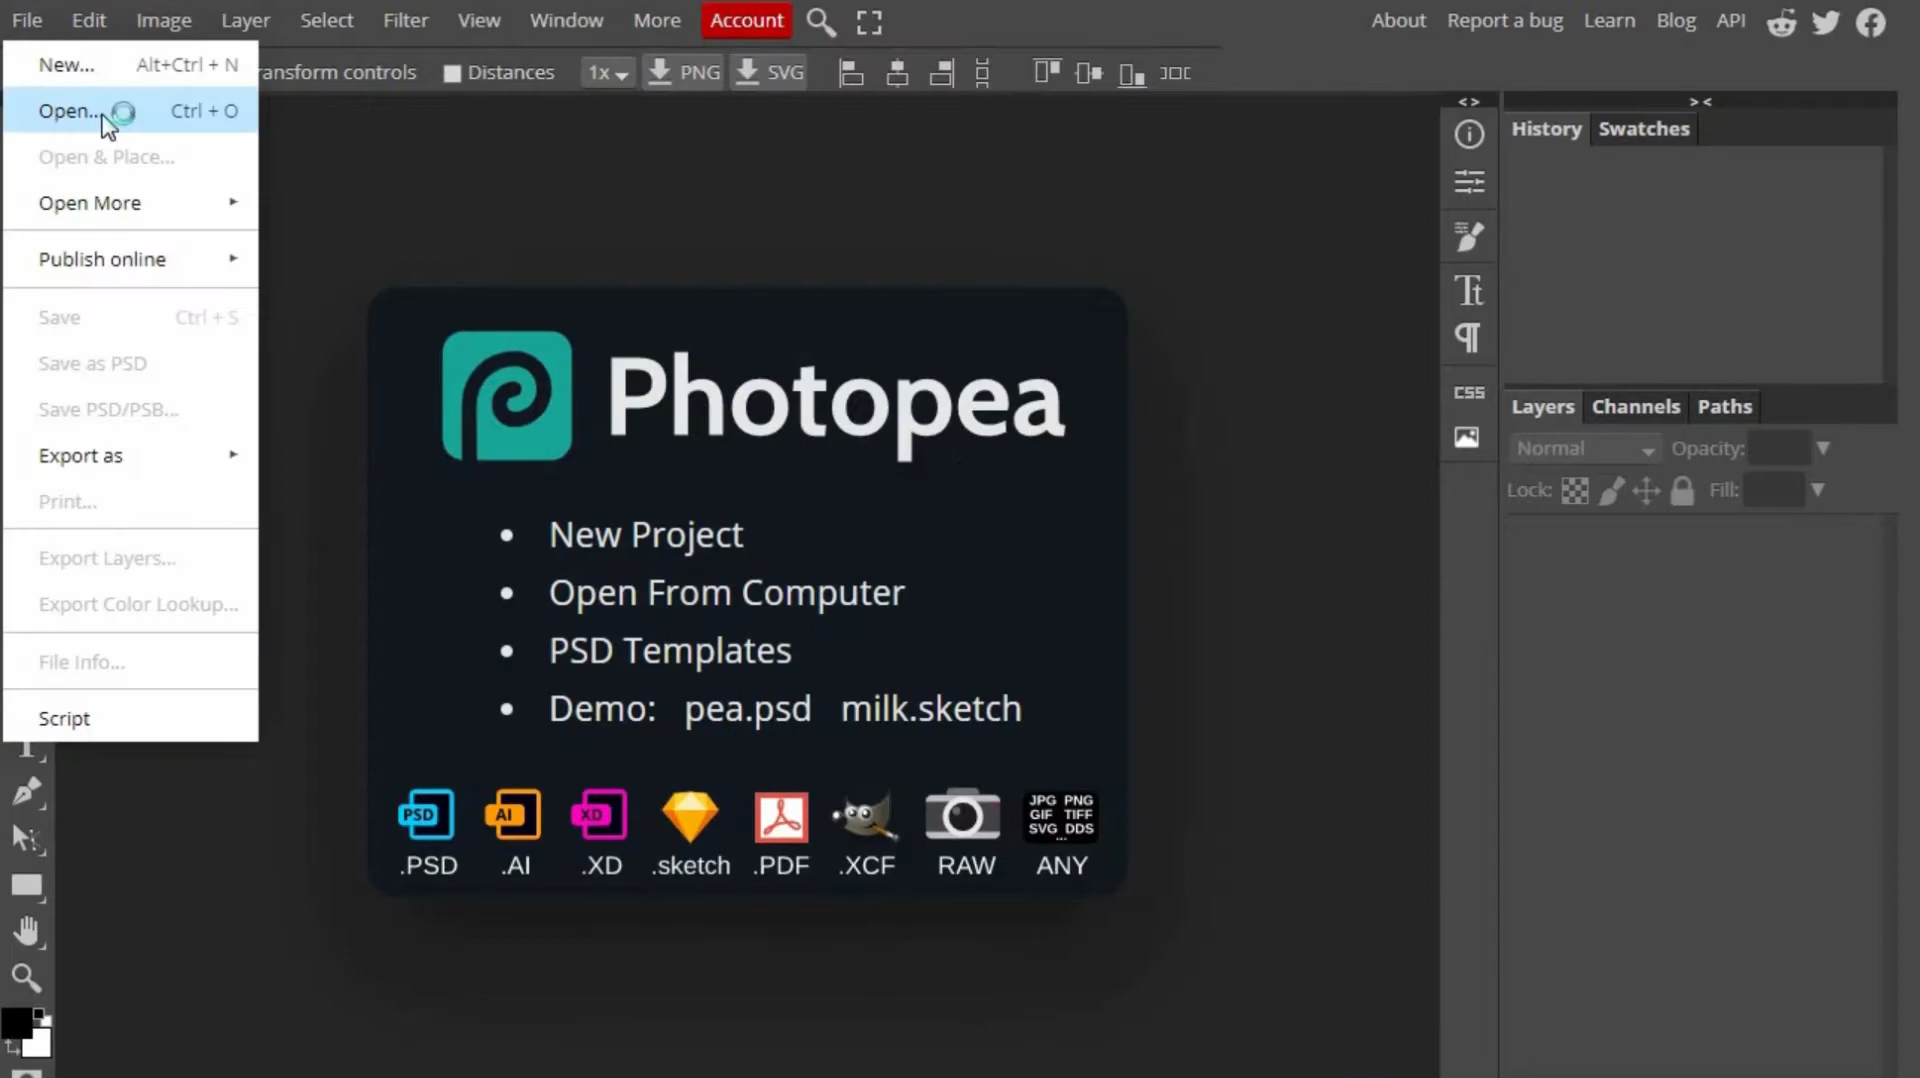 File Edit Image Layer Select Filter View Window More Account About Report a bug Learn Blog API
New... Alt+Ctrl + N
ransform controls Distances 1x PNG SVG
Open... Ctrl + O
Open & Place...
Open More
Publish online
Save Ctrl + S
Save as PSD
Save PSD/PSB...
Export as
Print...
Export Layers...
Export Color Lookup...
File Info...
Script
Photopea
New Project
Open From Computer
PSD Templates
Demo: pea.psd milk.sketch
PSD AI XD
JPG PNG
GIF TIFF
SVG DDS
...
.PSD .AI .XD .sketch .PDF .XCF RAW ANY
< > > <
CSS
History Swatches
Layers Channels Paths
Normal Opacity:
Lock: Fill: